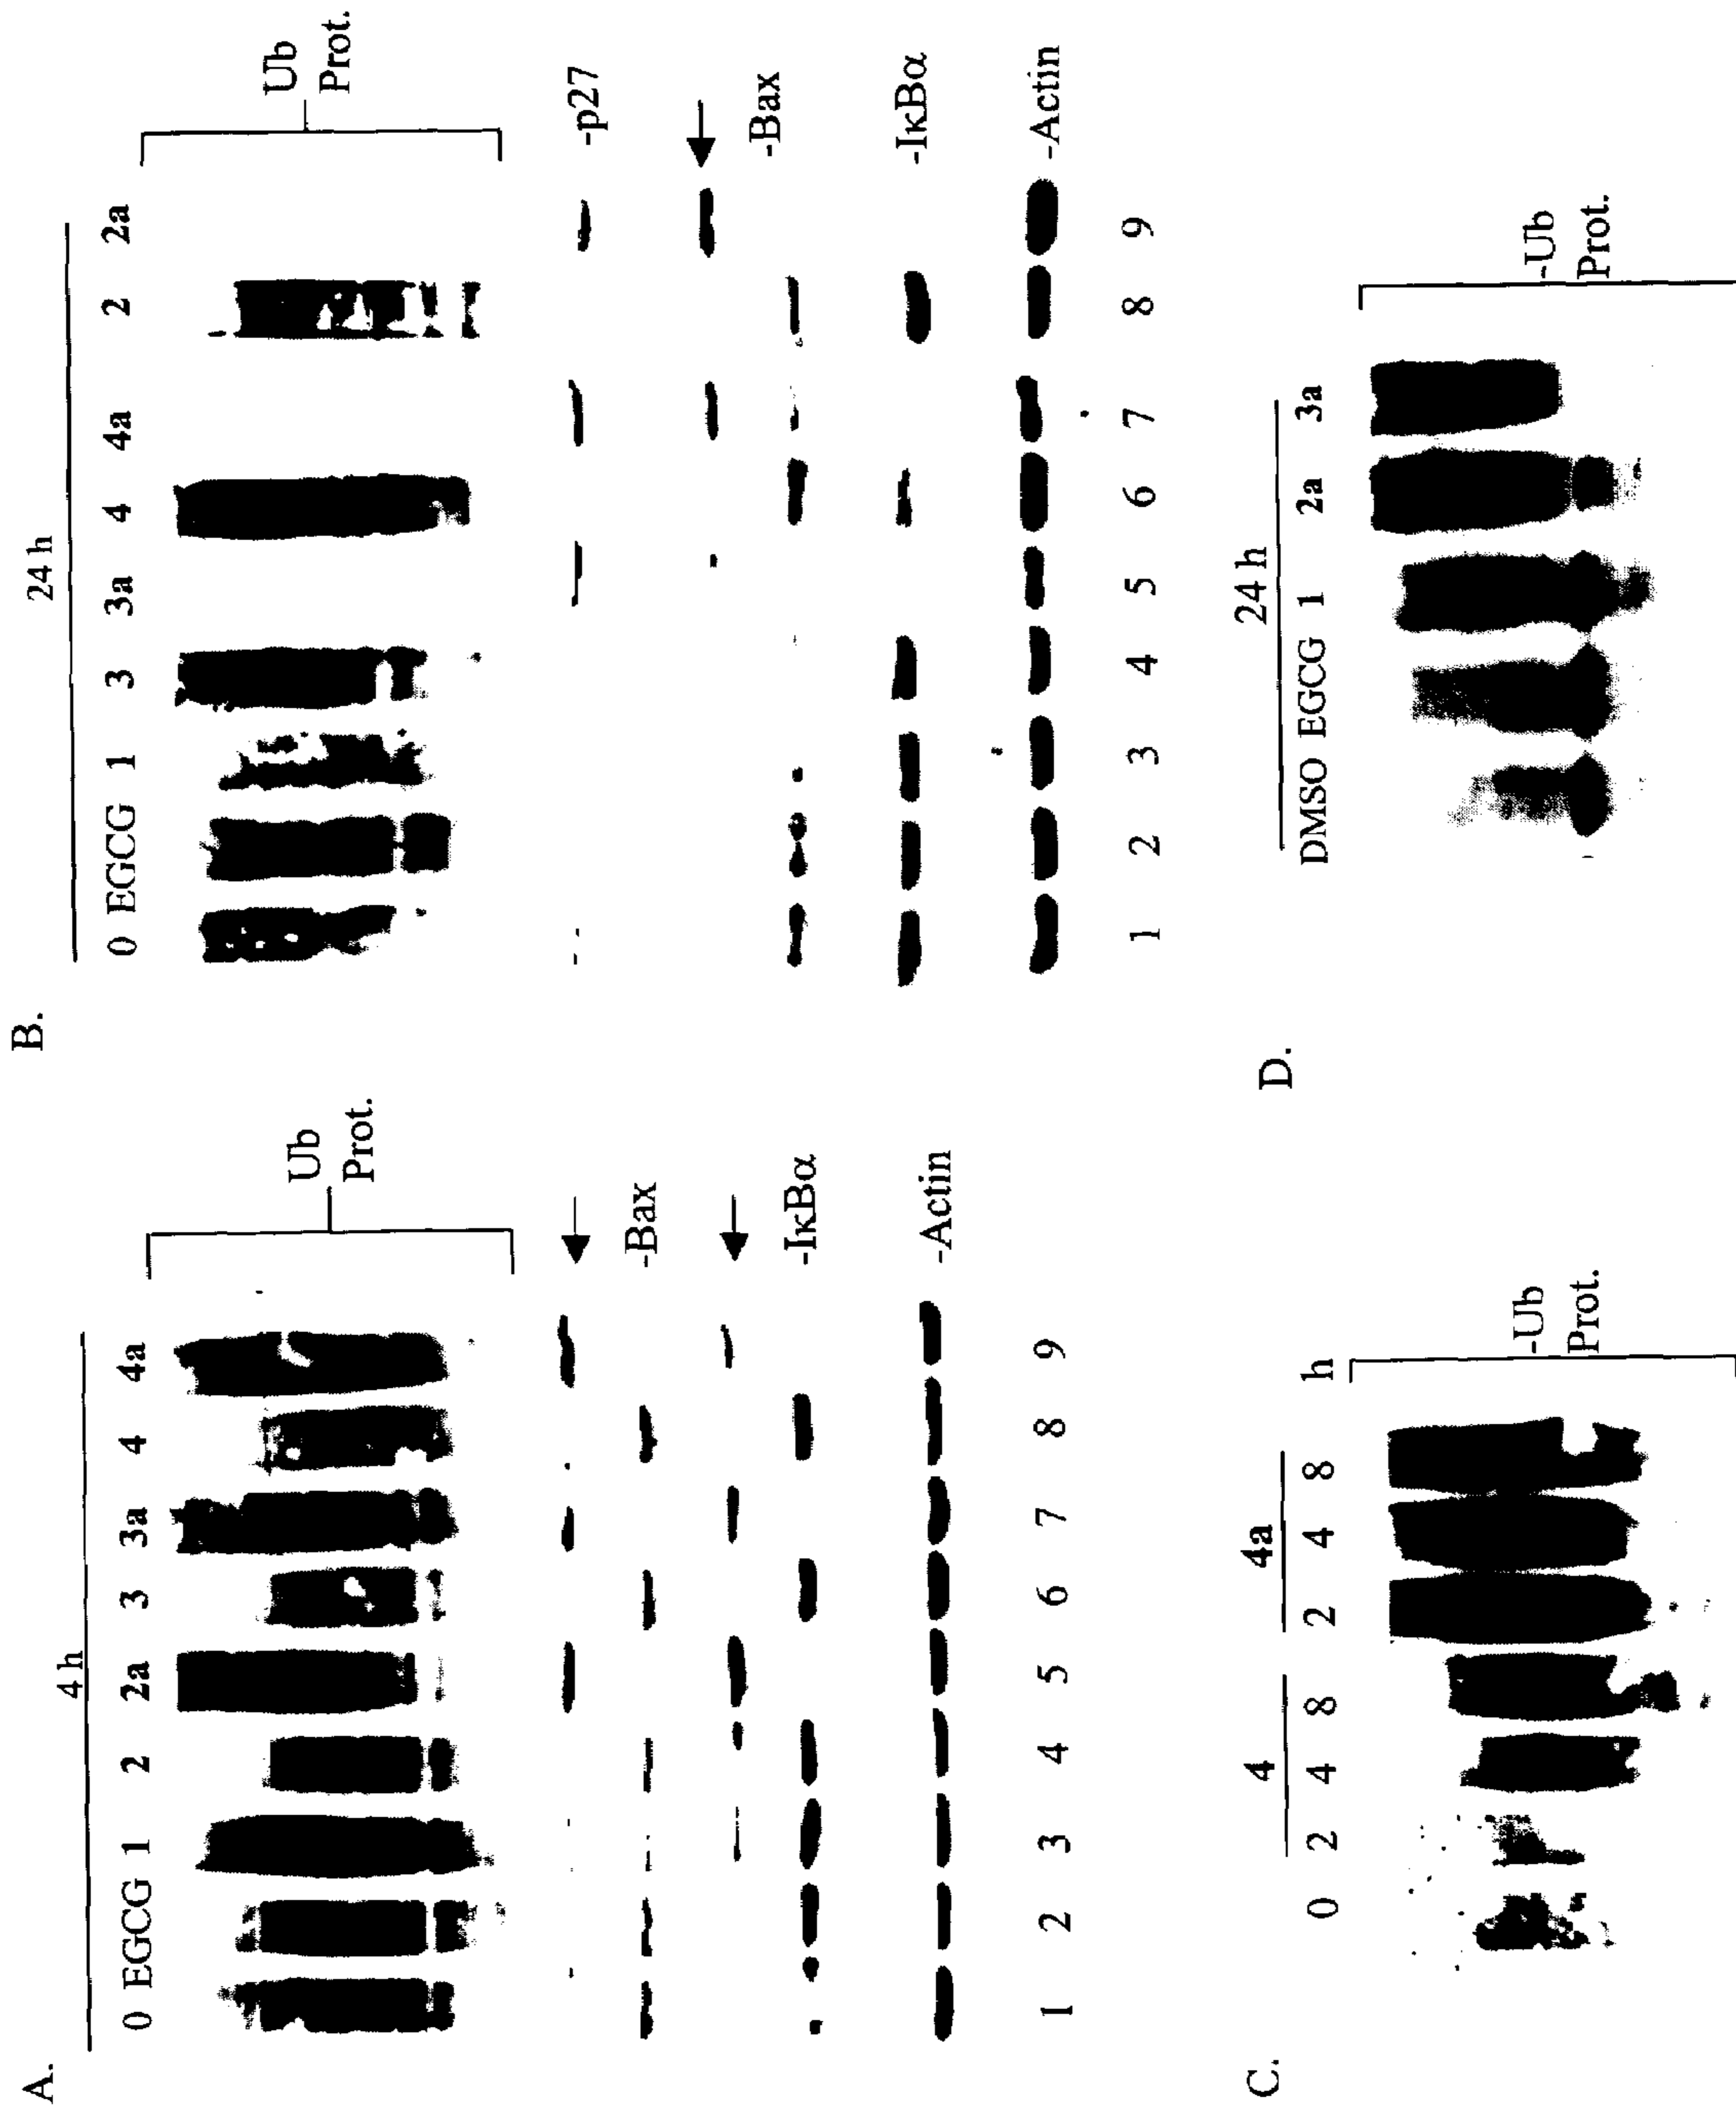 A.
4 h
0 EGCG 1 2 2a 3 3a 4 4a
Ub
Prot.
-Bax
-IκBα
-Actin
1 2 3 4 5 6 7 8 9
B.
24 h
0 EGCG 1 3 3a 4 4a 2 2a
Ub
Prot.
-p27
-Bax
-IκBα
-Actin
1 2 3 4 5 6 7 8 9
C.
4 4a
0 2 4 8 2 4 8 h
-Ub
Prot.
D.
24 h
DMSO EGCG 1 2a 3a
-Ub
Prot.